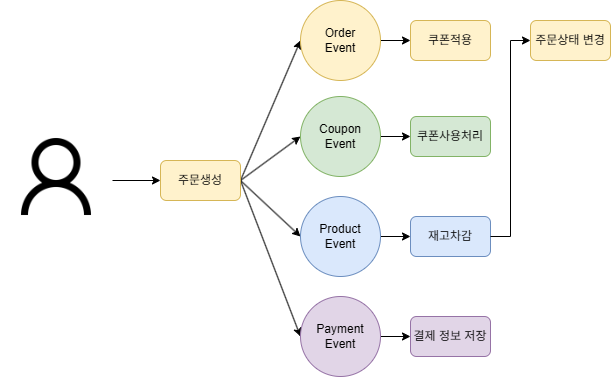 주문생성
Order
Event
쿠폰적용
주문상태 변경
Coupon
Event
쿠폰사용처리
Product
Event
재고차감
Payment
Event
결제 정보 저장